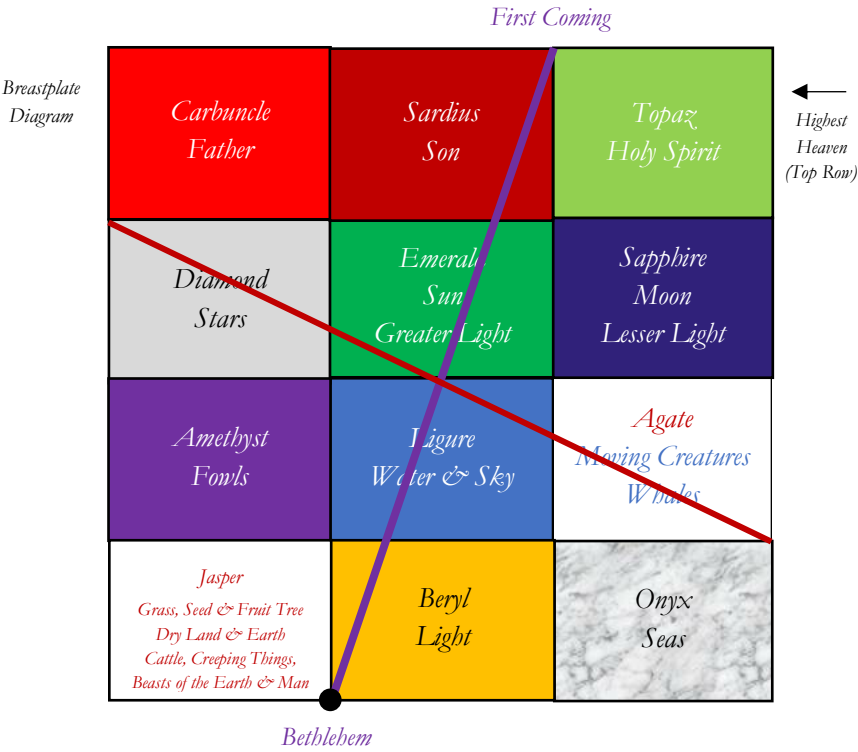 First Coming
Breastplate
Diagram
Carbuncle
Father
Sardius
Son
Topaz
Holy Spirit
Highest
Heaven
(Top Row)
Diamond
Stars
Emerald
Sun
Greater Light
Sapphire
Moon
Lesser Light
Amethyst
Fowls
Ligure
Water & Sky
Agate
Moving Creatures
Whales
Jasper
Grass, Seed & Fruit Tree
Dry Land & Earth
Cattle, Creeping Things,
Beasts of the Earth & Man
Beryl
Light
Onyx
Seas
Bethlehem